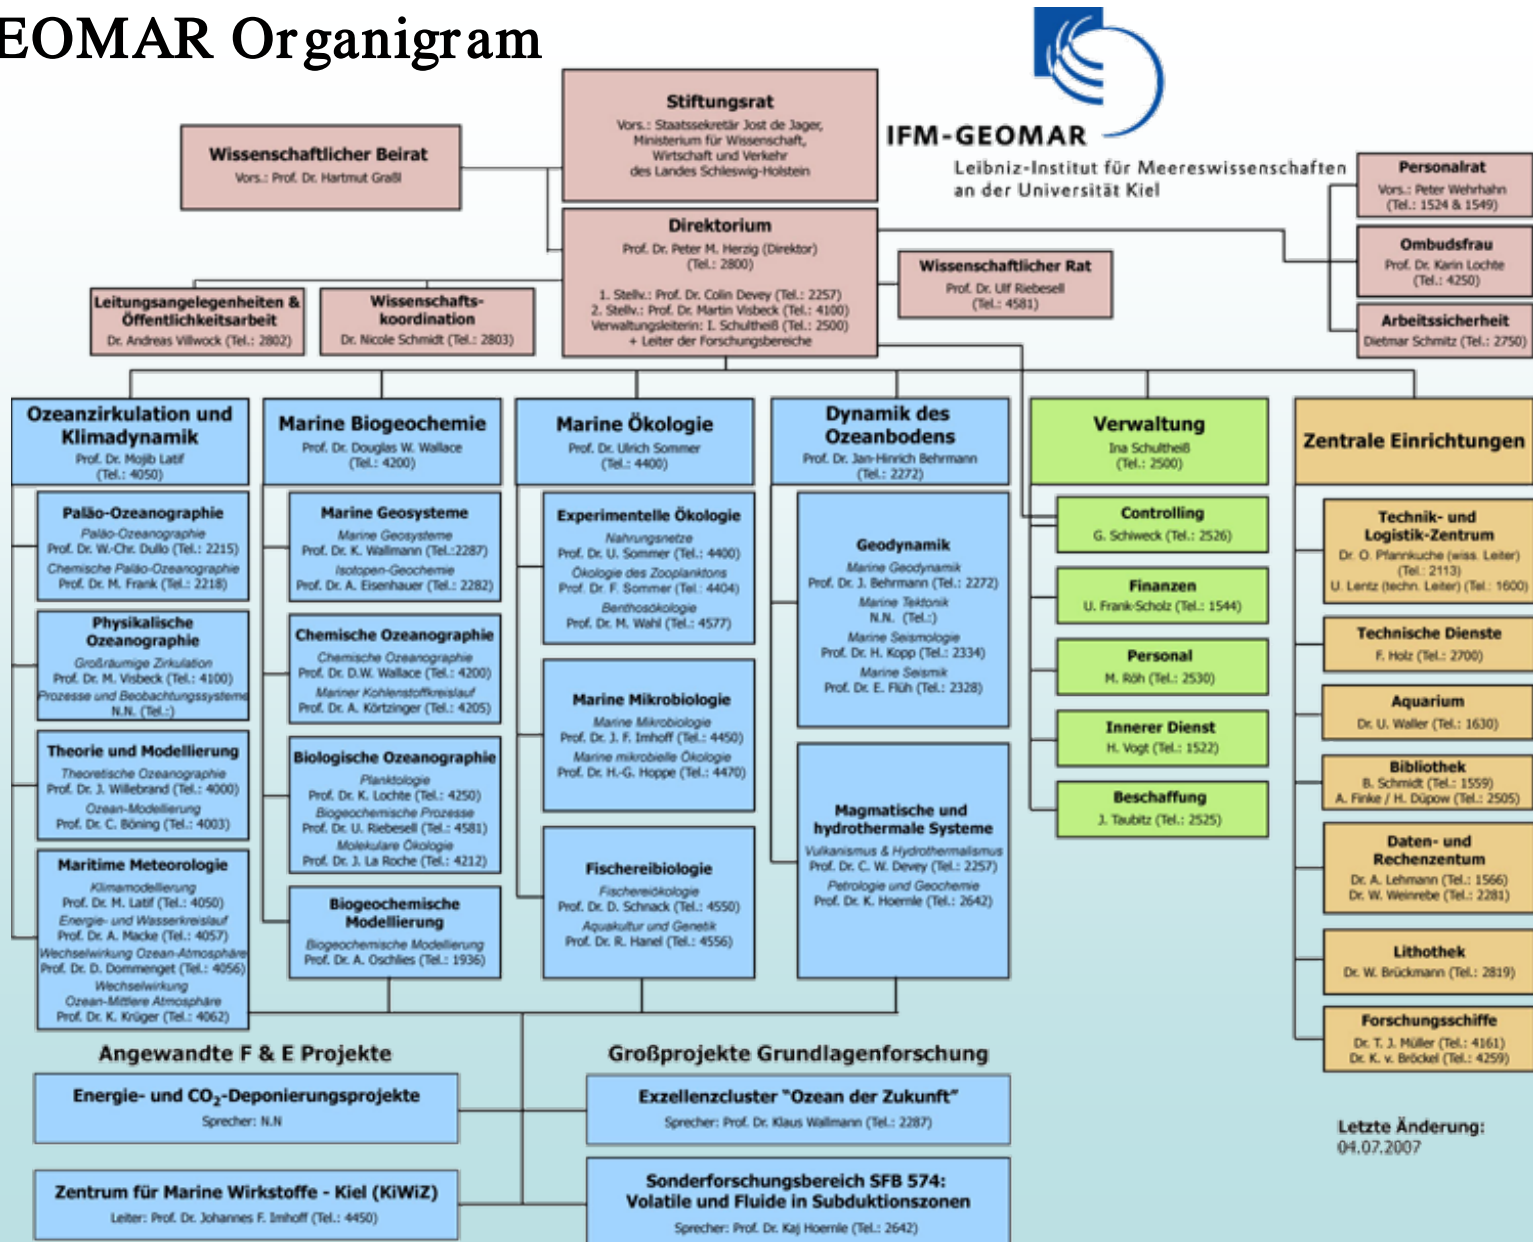 EOMAR Organigram
IFM-GEOMAR
Leibniz-Institut für Meereswissenschaften
an der Universität Kiel
Stiftungsrat
Vors.: Staatssekretär Jost de Jager,
Ministerium für Wissenschaft,
Wirtschaft und Verkehr
des Landes Schleswig-Holstein
Wissenschaftlicher Beirat
Vors.: Prof. Dr. Hartmut Graßl
Direktorium
Prof. Dr. Peter M. Herzig (Direktor)
(Tel.: 2800)
1. Stellv.: Prof. Dr. Colin Devey (Tel.: 2257)
2. Stellv.: Prof. Dr. Martin Visbeck (Tel.: 4100)
Verwaltungsleiterin: I. Schultheiß (Tel.: 2500)
+ Leiter der Forschungsbereiche
Wissenschaftlicher Rat
Prof. Dr. Ulf Riebesell
(Tel.: 4581)
Personalrat
Vors.: Peter Wehrhahn
(Tel.: 1524 & 1549)
Ombudsfrau
Prof. Dr. Karin Lochte
(Tel.: 4250)
Arbeitssicherheit
Dietmar Schmitz (Tel.: 2750)
Leitungsangelegenheiten &
Öffentlichkeitsarbeit
Dr. Andreas Villwock (Tel.: 2802)
Wissenschafts-
koordination
Dr. Nicole Schmidt (Tel.: 2803)
Ozeanzirkulation und
Klimadynamik
Prof. Dr. Mojib Latif
(Tel.: 4050)
Paläo-Ozeanographie
Paläo-Ozeanographie
Prof. Dr. W.-Chr. Dullo (Tel.: 2215)
Chemische Paläo-Ozeanographie
Prof. Dr. M. Frank (Tel.: 2218)
Physikalische
Ozeanographie
Großräumige Zirkulation
Prof. Dr. M. Visbeck (Tel.: 4100)
Prozesse und Beobachtungssysteme
N.N. (Tel.:)
Theorie und Modellierung
Theoretische Ozeanographie
Prof. Dr. J. Willebrand (Tel.: 4000)
Ozean-Modellierung
Prof. Dr. C. Böning (Tel.: 4003)
Maritime Meteorologie
Klimamodellierung
Prof. Dr. M. Latif (Tel.: 4050)
Energie- und Wasserkreislauf
Prof. Dr. A. Macke (Tel.: 4057)
Wechselwirkung Ozean-Atmosphäre
Prof. Dr. D. Dommenget (Tel.: 4056)
Wechselwirkung
Ozean-Mittlere Atmosphäre
Prof. Dr. K. Krüger (Tel.: 4062)
Marine Biogeochemie
Prof. Dr. Douglas W. Wallace
(Tel.: 4200)
Marine Geosysteme
Marine Geosysteme
Prof. Dr. K. Wallmann (Tel.:2287)
Isotopen-Geochemie
Prof. Dr. A. Eisenhauer (Tel.: 2282)
Chemische Ozeanographie
Chemische Ozeanographie
Prof. Dr. D.W. Wallace (Tel.: 4200)
Mariner Kohlenstoffkreislauf
Prof. Dr. A. Körtzinger (Tel.: 4205)
Biologische Ozeanographie
Planktologie
Prof. Dr. K. Lochte (Tel.: 4250)
Biogeochemische Prozesse
Prof. Dr. U. Riebesell (Tel.: 4581)
Molekulare Ökologie
Prof. Dr. J. La Roche (Tel.: 4212)
Biogeochemische
Modellierung
Biogeochemische Modellierung
Prof. Dr. A. Oschlies (Tel.: 1936)
Marine Ökologie
Prof. Dr. Ulrich Sommer
(Tel.: 4400)
Experimentelle Ökologie
Nahrungsnetze
Prof. Dr. U. Sommer (Tel.: 4400)
Ökologie des Zooplanktons
Prof. Dr. F. Sommer (Tel.: 4404)
Benthosökologie
Prof. Dr. M. Wahl (Tel.: 4577)
Marine Mikrobiologie
Marine Mikrobiologie
Prof. Dr. J. F. Imhoff (Tel.: 4450)
Marine mikrobielle Ökologie
Prof. Dr. H.-G. Hoppe (Tel.: 4470)
Fischereibiologie
Fischereiökologie
Prof. Dr. D. Schnack (Tel.: 4550)
Aquakultur und Genetik
Prof. Dr. R. Hanel (Tel.: 4556)
Dynamik des
Ozeanbodens
Prof. Dr. Jan-Hinrich Behrmann
(Tel.: 2272)
Geodynamik
Marine Geodynamik
Prof. Dr. J. Behrmann (Tel.: 2272)
Marine Tektonik
N.N. (Tel.:)
Marine Seismologie
Prof. Dr. H. Kopp (Tel.: 2334)
Marine Seismik
Prof. Dr. E. Flüh (Tel.: 2328)
Magmatische und
hydrothermale Systeme
Vulkanismus & Hydrothermalismus
Prof. Dr. C. W. Devey (Tel.: 2257)
Petrologie und Geochemie
Prof. Dr. K. Hoernle (Tel.: 2642)
Verwaltung
Ina Schultheiß
(Tel.: 2500)
Controlling
G. Schiweck (Tel.: 2526)
Finanzen
U. Frank-Scholz (Tel.: 1544)
Personal
M. Röh (Tel.: 2530)
Innerer Dienst
H. Vogt (Tel.: 1522)
Beschaffung
J. Taubitz (Tel.: 2525)
Zentrale Einrichtungen
Technik- und
Logistik-Zentrum
Dr. O. Pfannkuche (wiss. Leiter)
(Tel.: 2113)
U. Lentz (techn. Leiter) (Tel.: 1600)
Technische Dienste
F. Holz (Tel.: 2700)
Aquarium
Dr. U. Waller (Tel.: 1630)
Bibliothek
B. Schmidt (Tel.: 1559)
A. Finke / H. Düpow (Tel.: 2505)
Daten- und
Rechenzentum
Dr. A. Lehmann (Tel.: 1566)
Dr. W. Weinrebe (Tel.: 2281)
Lithothek
Dr. W. Brückmann (Tel.: 2819)
Forschungsschiffe
Dr. T. J. Müller (Tel.: 4161)
Dr. K. v. Bröckel (Tel.: 4259)
Angewandte F & E Projekte
Energie- und CO₂-Deponierungsprojekte
Sprecher: N.N
Zentrum für Marine Wirkstoffe - Kiel (KiWiZ)
Leiter: Prof. Dr. Johannes F. Imhoff (Tel.: 4450)
Großprojekte Grundlagenforschung
Exzellenzcluster "Ozean der Zukunft"
Sprecher: Prof. Dr. Klaus Wallmann (Tel.: 2287)
Sonderforschungsbereich SFB 574:
Volatile und Fluide in Subduktionszonen
Sprecher: Prof. Dr. Kaj Hoernle (Tel.: 2642)
Letzte Änderung:
04.07.2007